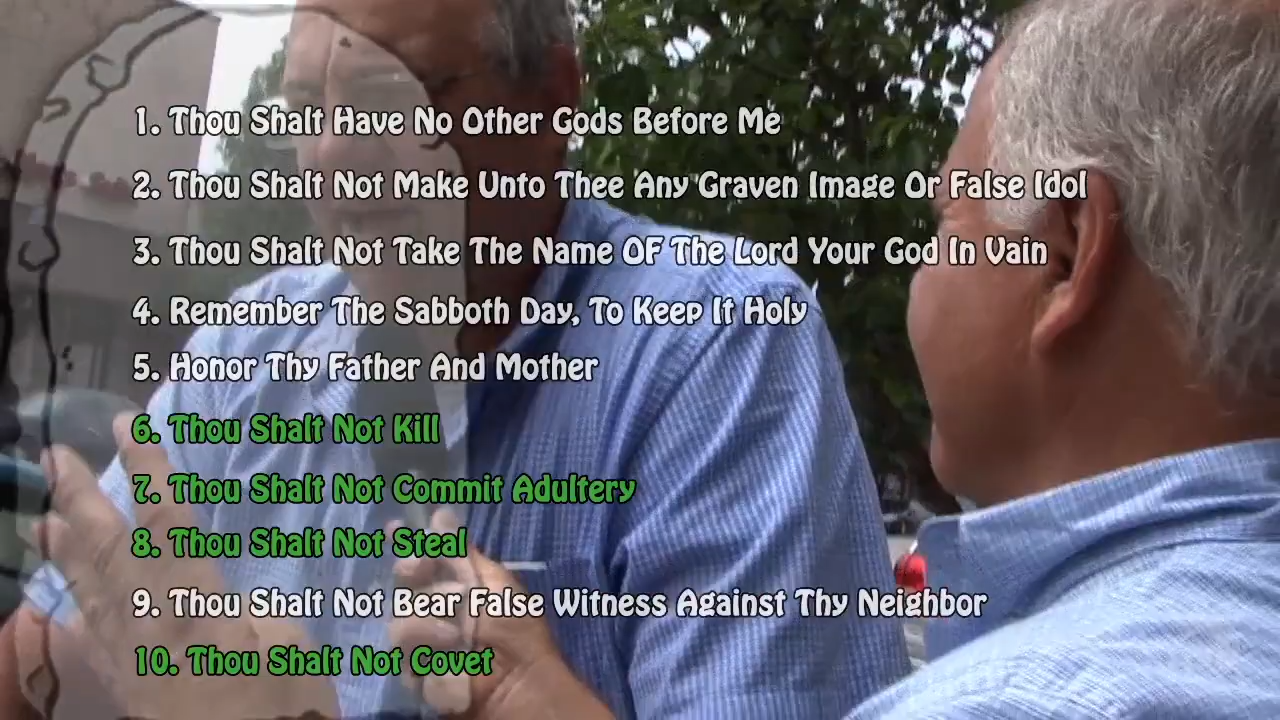 1. Thou Shalt Have No Other Gods Before Me
2. Thou Shalt Not Make Unto Thee Any Graven Image Or False Idol
3. Thou Shalt Not Take The Name OF The Lord Your God In Vain
4. Remember The Sabboth Day, To Keep It Holy
5. Honor Thy Father And Mother
6. Thou Shalt Not Kill
7. Thou Shalt Not Commit Adultery
8. Thou Shalt Not Steal
9. Thou Shalt Not Bear False Witness Against Thy Neighbor
10. Thou Shalt Not Covet